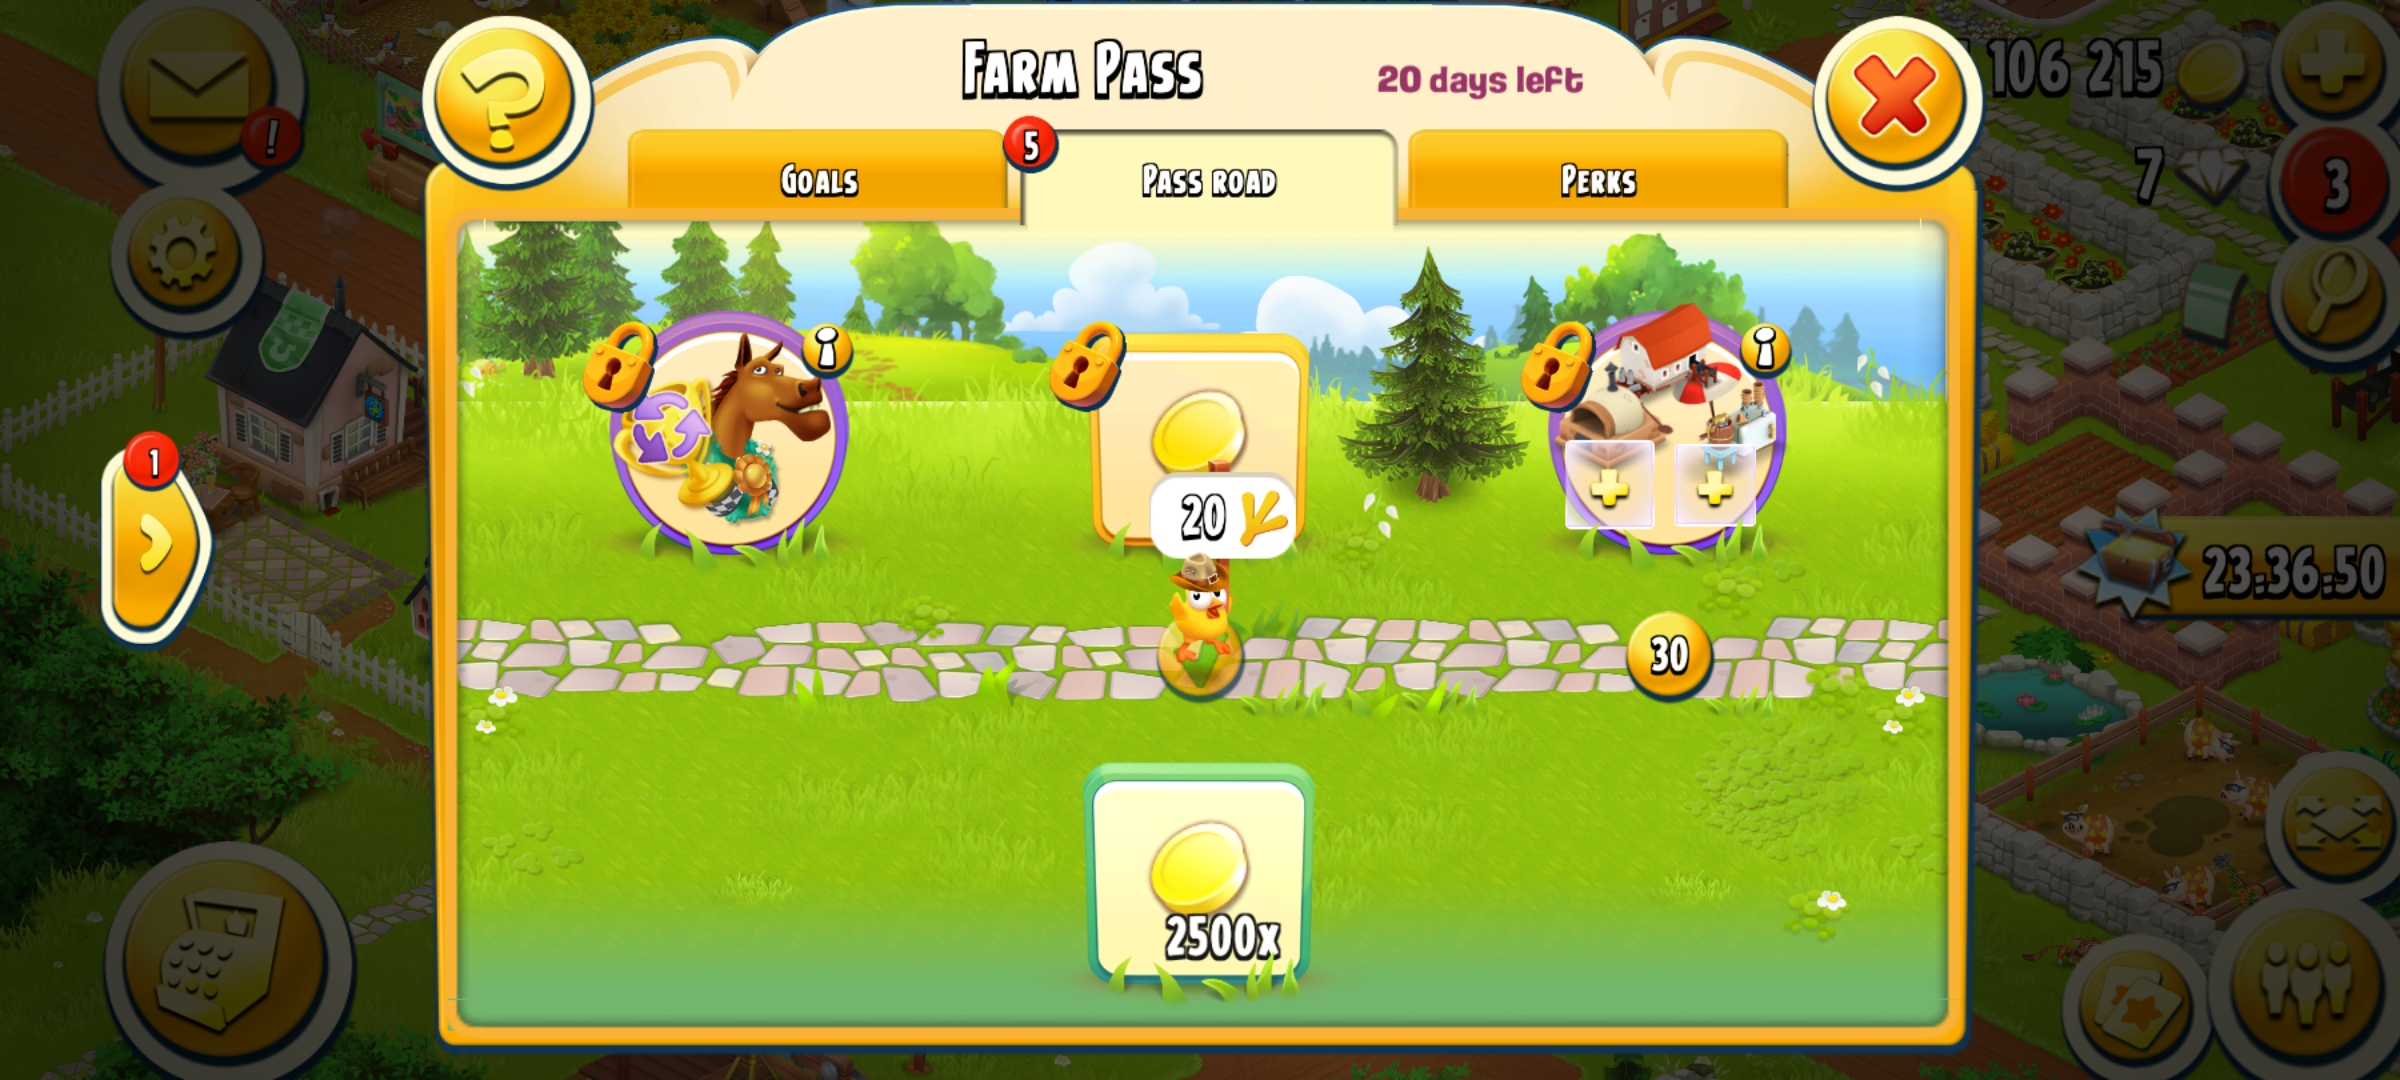 FARM PASS
20 days left
106 215
!
5
GOALS
PASS ROAD
PERKS
7
3
1
20
23:36:50
30
2500x